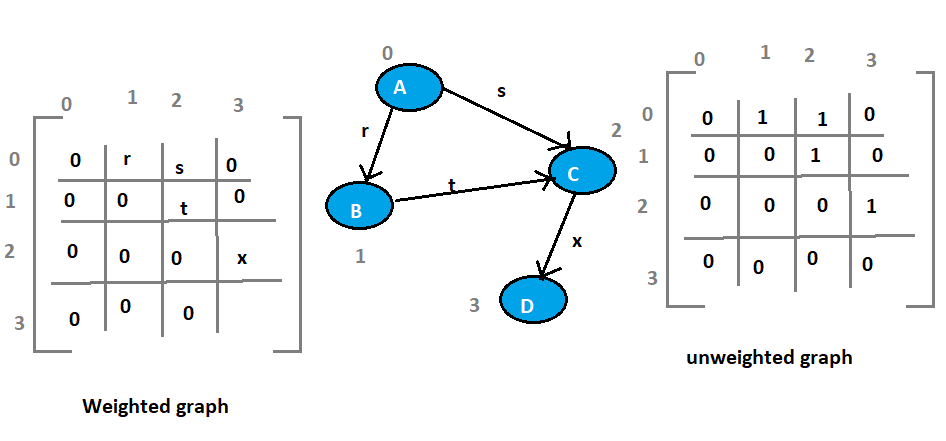 0 1 2 3
0 0 r s 0
1 0 0 t 0
2 0 0 0 x
3 0 0 0
Weighted graph
0
A
s
r
2
C
t
B
1
x
3 D
0 1 2 3
0 0 1 1 0
1 0 0 1 0
2 0 0 0 1
3 0 0 0 0
unweighted graph